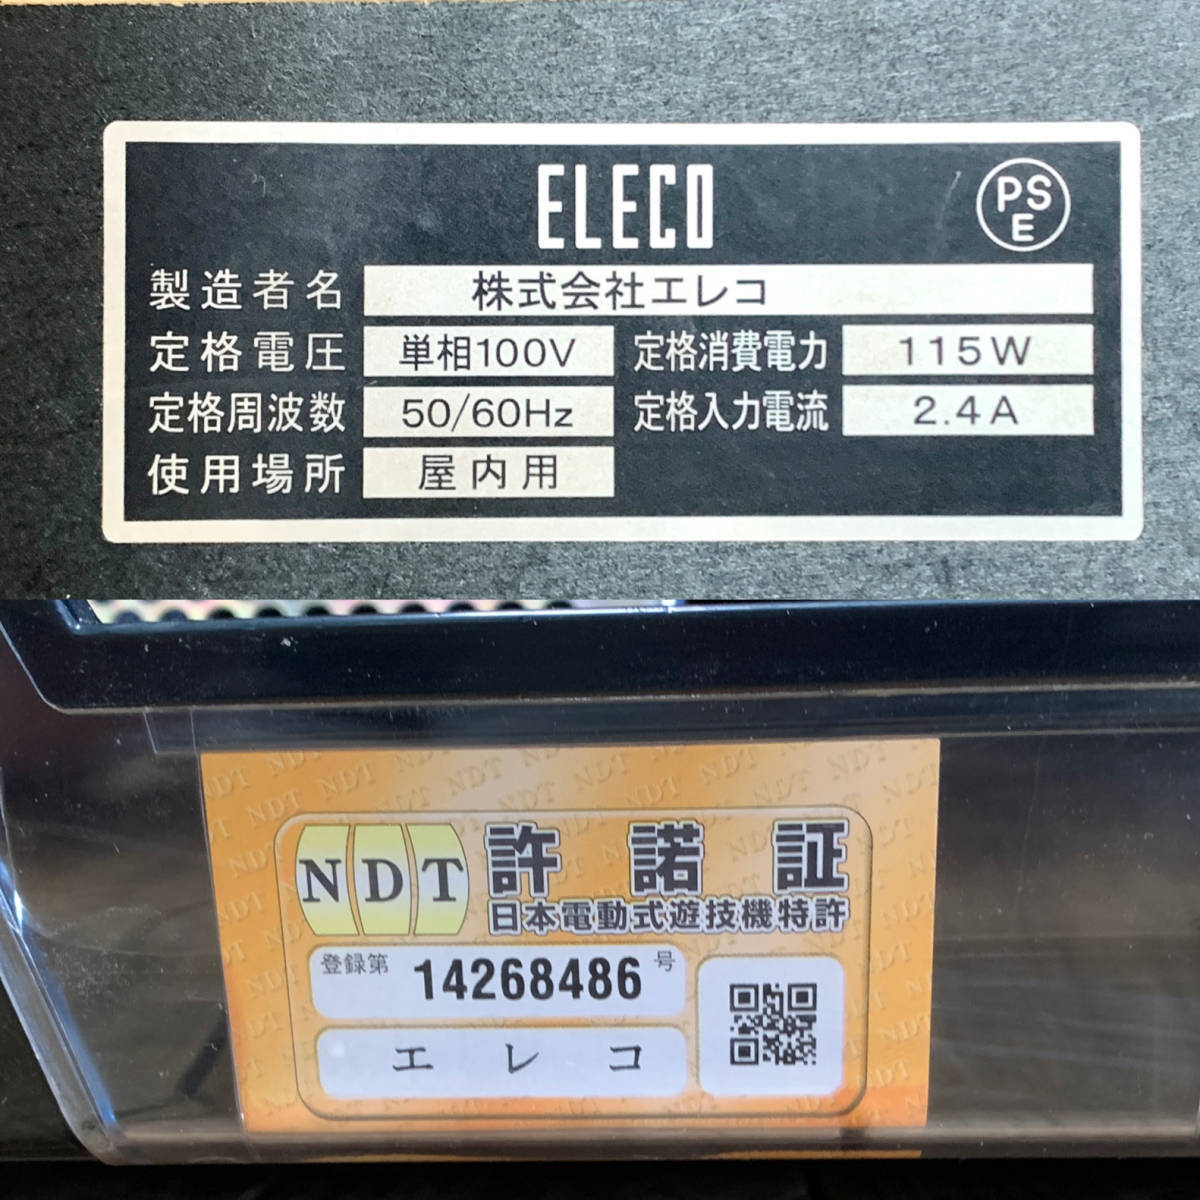 ELECO
PSE
製造者名 株式会社エレコ
定格電圧 単相100V 定格消費電力 115W
定格周波数 50/60Hz 定格入力電流 2.4A
使用場所 屋内用
NDT 許諾証
日本電動式遊技機特許
登録第 14268486 号
エレコ